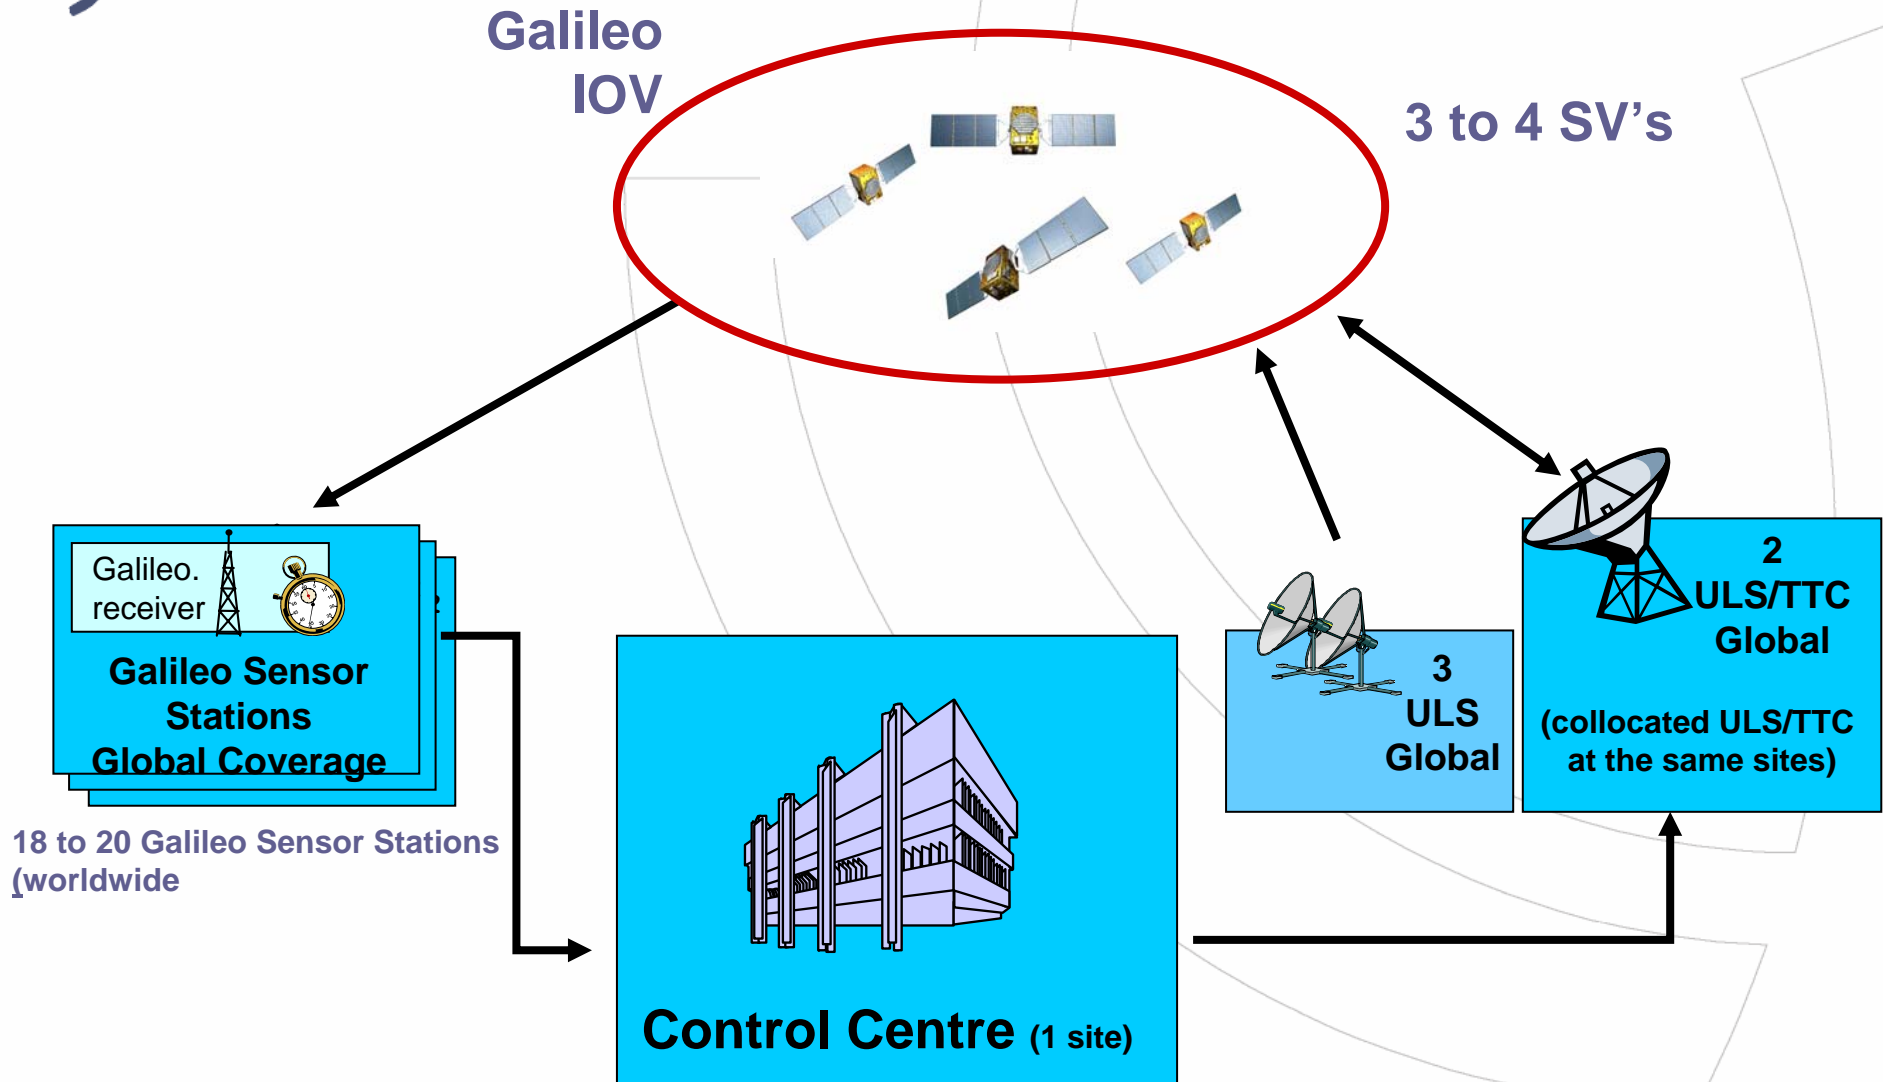 Galileo
IOV
3 to 4 SV's
Galileo.
receiver
Galileo Sensor
Stations
Global Coverage
18 to 20 Galileo Sensor Stations
(worldwide
Control Centre (1 site)
3
ULS
Global
2
ULS/TTC
Global
(collocated ULS/TTC
at the same sites)